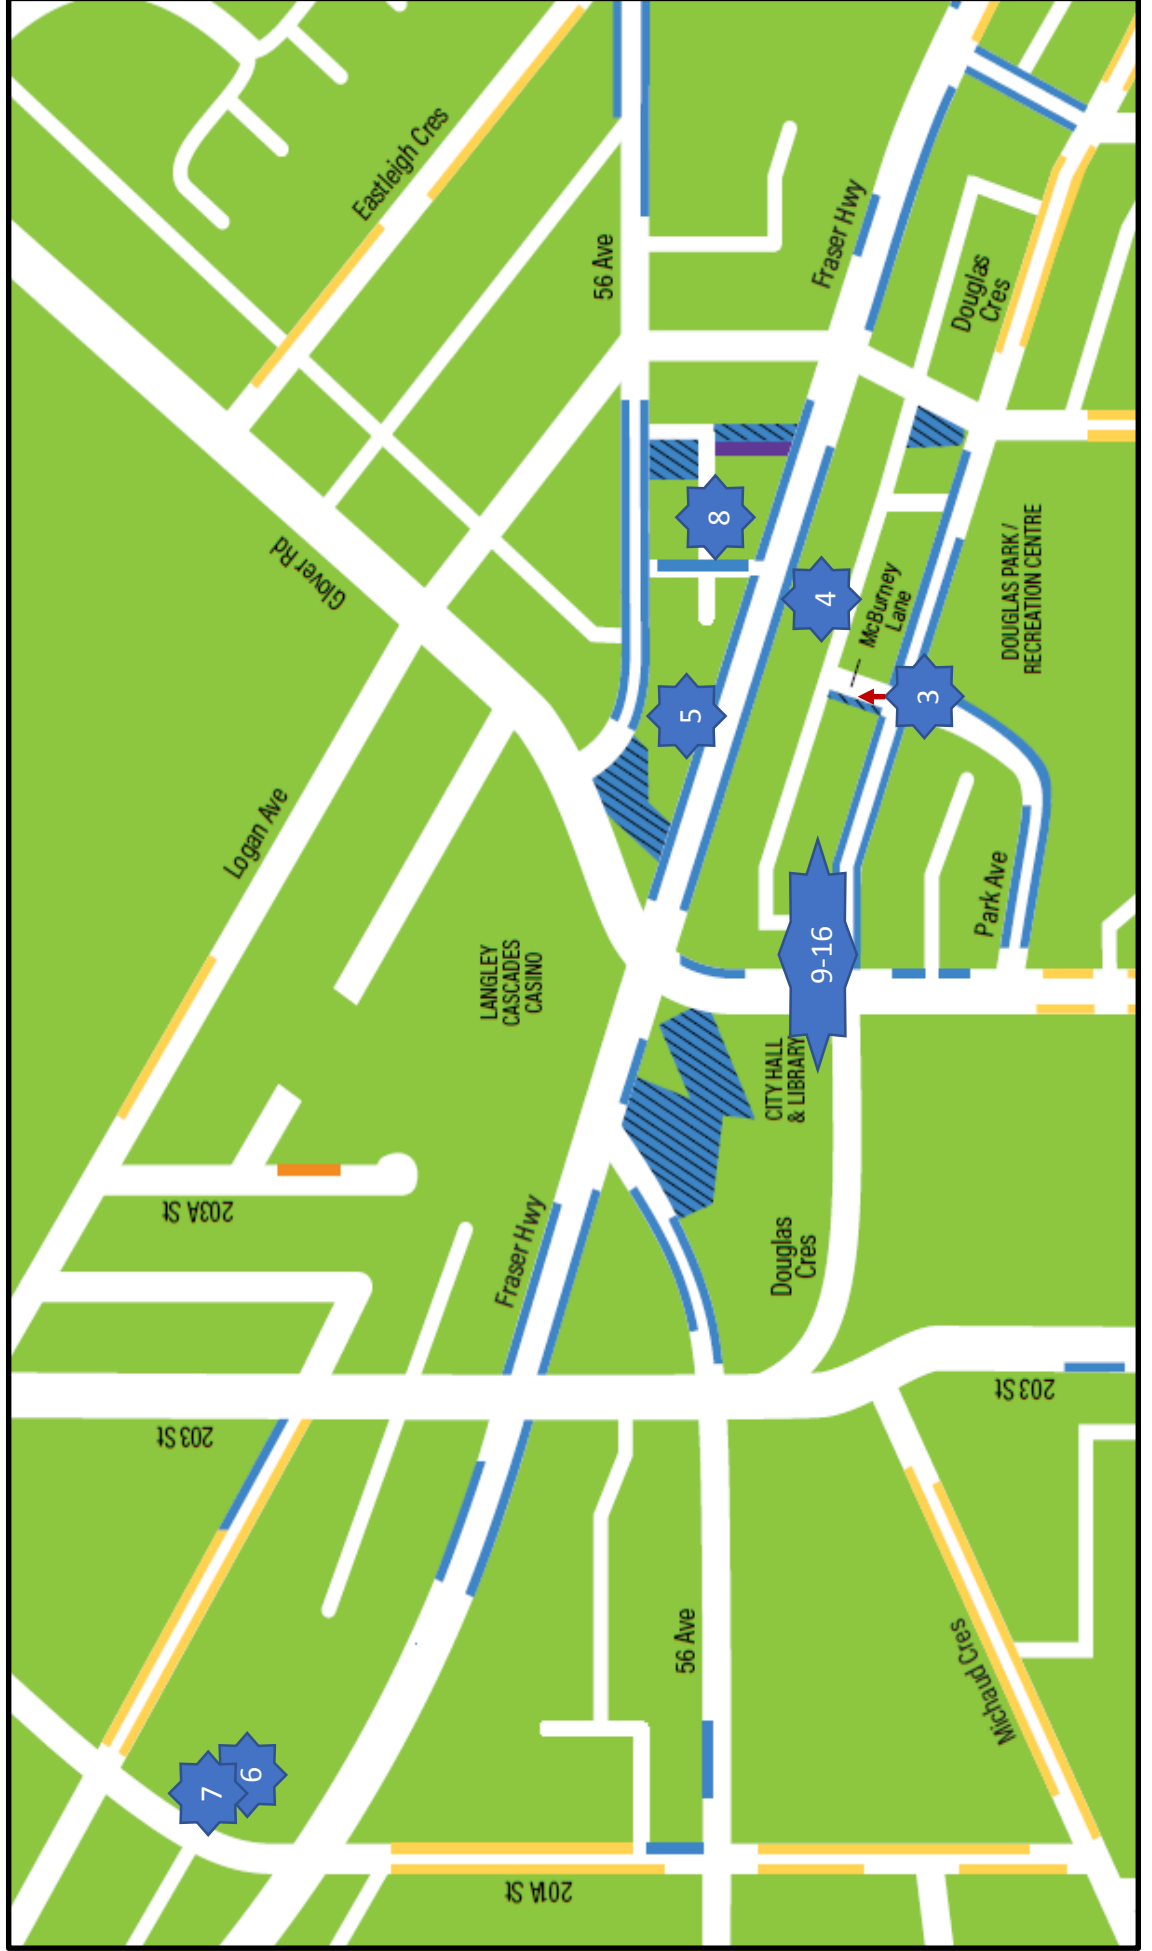 Eastleigh Cres
56 Ave
Fraser Hwy
Douglas
Cres
Glover Rd
8
4
McBurney
Lane
DOUGLAS PARK /
RECREATION CENTRE
3
5
Logan Ave
Park Ave
LANGLEY
CASCADES
CASINO
9-16
CITY HALL
& LIBRARY
203A St
Fraser Hwy
Douglas
Cres
203 St
203 St
56 Ave
Michaud Cres
7
6
201A St